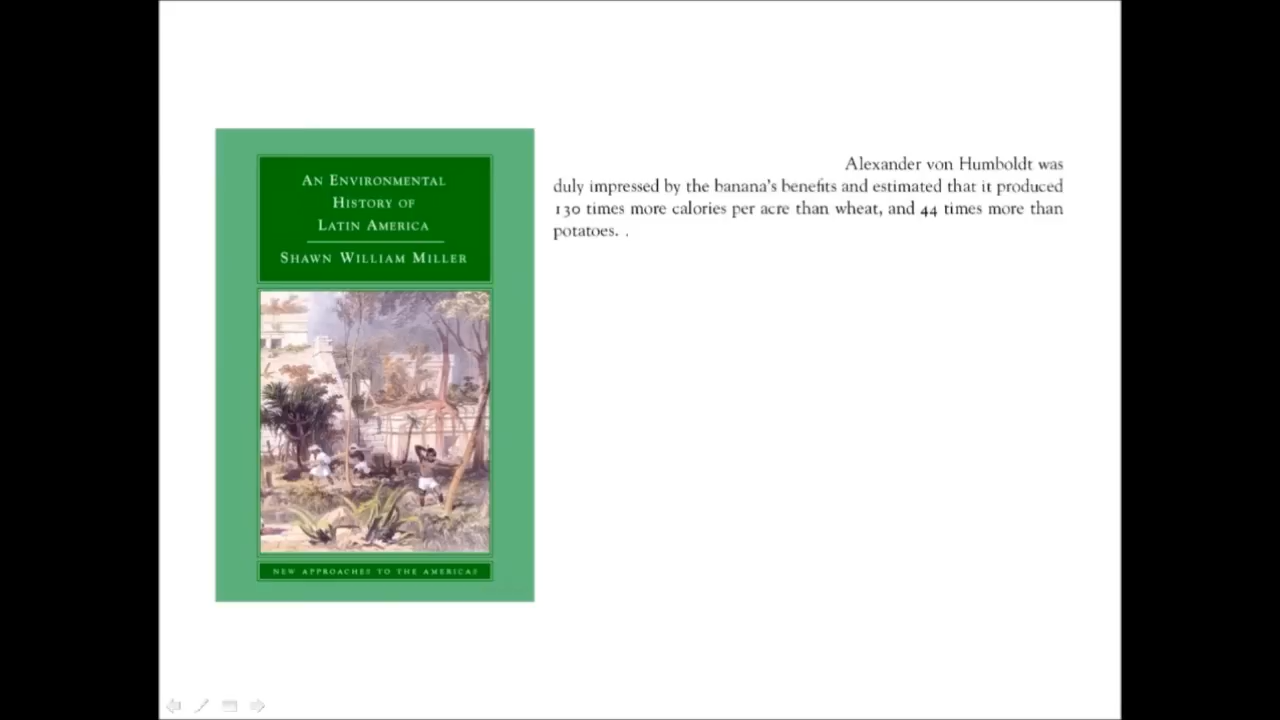 AN ENVIRONMENTAL
HISTORY OF
LATIN AMERICA
SHAWN WILLIAM MILLER
NEW APPROACHES TO THE AMERICAS
Alexander von Humboldt was
duly impressed by the banana's benefits and estimated that it produced
130 times more calories per acre than wheat, and 44 times more than
potatoes. .